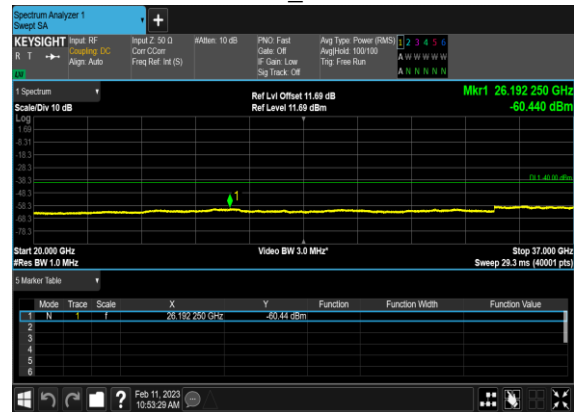 Spectrum Analyzer 1
Swept SA
+
KEYSIGHT Input: RF Input Z: 50 Ω #Atten: 10 dB PNO: Fast Avg Type: Power (RMS) 1 2 3 4 5 6
R T Coupling: DC Corr CCorr Gate: Off Avg|Hold: 100/100 A W W W W W
Align: Auto Freq Ref: Int (S) IF Gain: Low Trig: Free Run
Sig Track: Off A N N N N N
LXI
1 Spectrum Ref Lvl Offset 11.69 dB Mkr1 26.192 250 GHz
Scale/Div 10 dB Ref Level 11.69 dBm -60.440 dBm
Log
1.69
-8.31
-18.3
-28.3
-38.3 DL1 -40.00 dBm
-48.3
1
-58.3
-68.3
-78.3
Start 20.000 GHz Video BW 3.0 MHz* Stop 37.000 GHz
#Res BW 1.0 MHz Sweep 29.3 ms (40001 pts)
5 Marker Table
Mode Trace Scale X Y Function Function Width Function Value
1 N 1 f 26.192 250 GHz -60.44 dBm
2
3
4
5
6
? Feb 11, 2023
10:53:29 AM